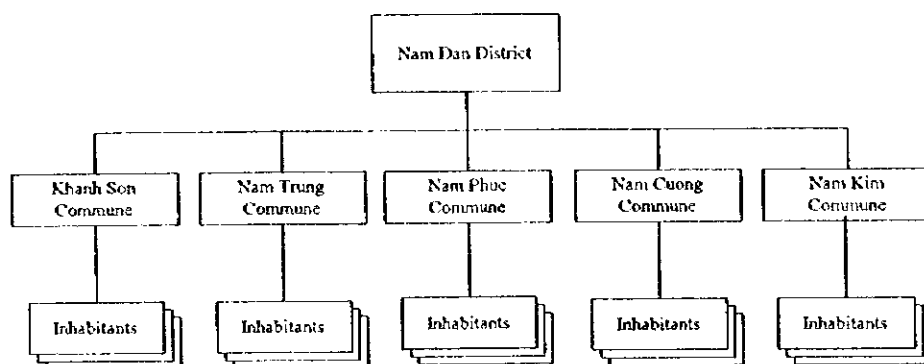 Nam Dan District
Khanh Son
Commune
Nam Trung
Commune
Nam Phuc
Commune
Nam Cuong
Commune
Nam Kim
Commune
Inhabitants
Inhabitants
Inhabitants
Inhabitants
Inhabitants